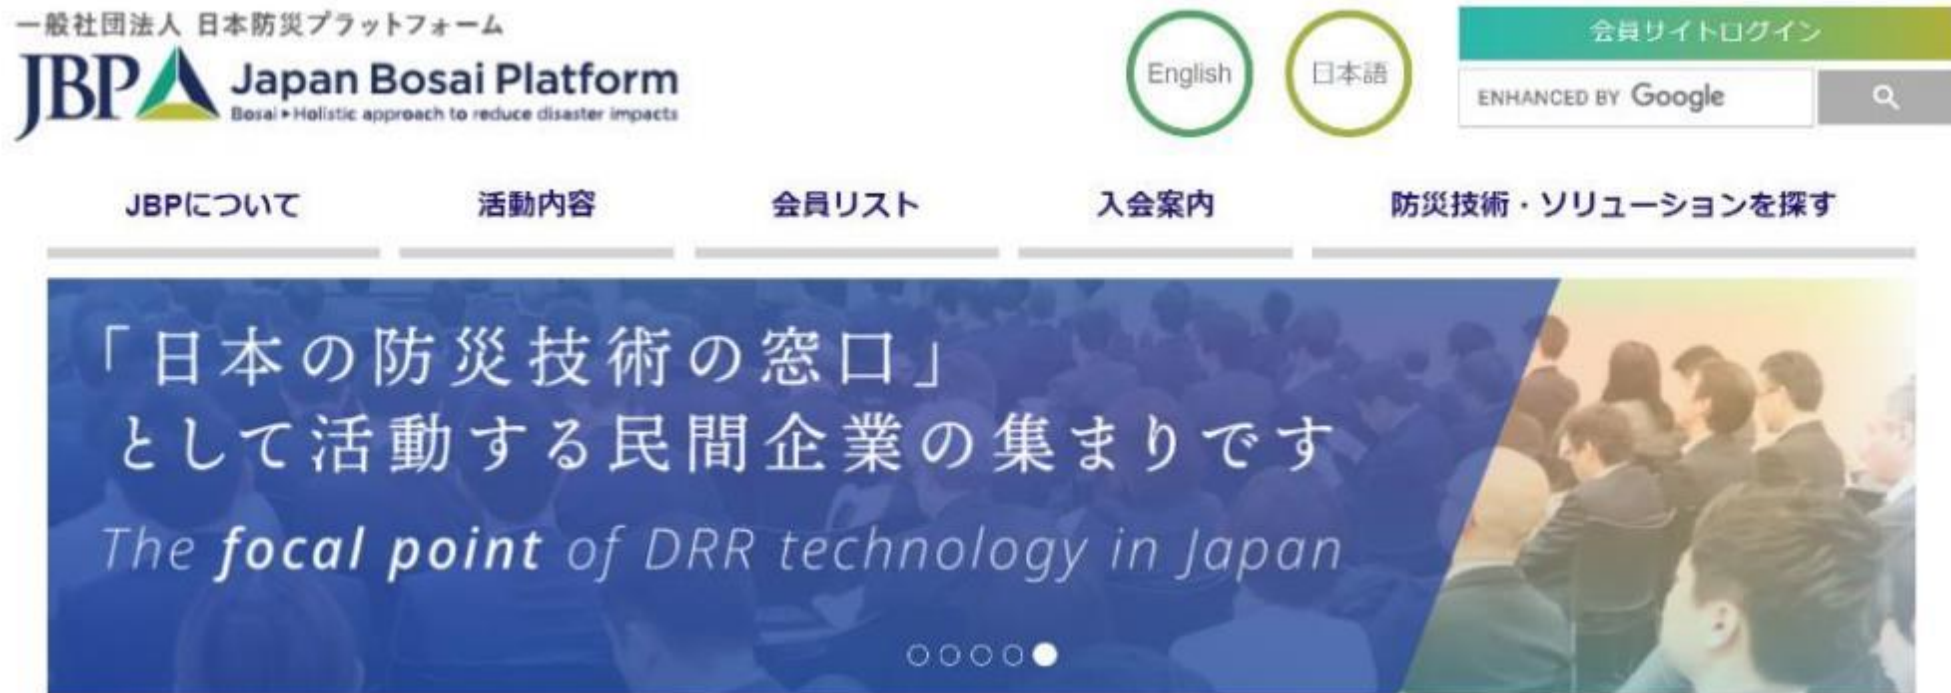 一般社団法人 日本防災プラットフォーム
JBP Japan Bosai Platform
Bosai ▸ Holistic approach to reduce disaster impacts
English
日本語
会員サイトログイン
ENHANCED BY Google
JBPについて
活動内容
会員リスト
入会案内
防災技術・ソリューションを探す
「日本の防災技術の窓口」
として活動する民間企業の集まりです
The focal point of DRR technology in Japan